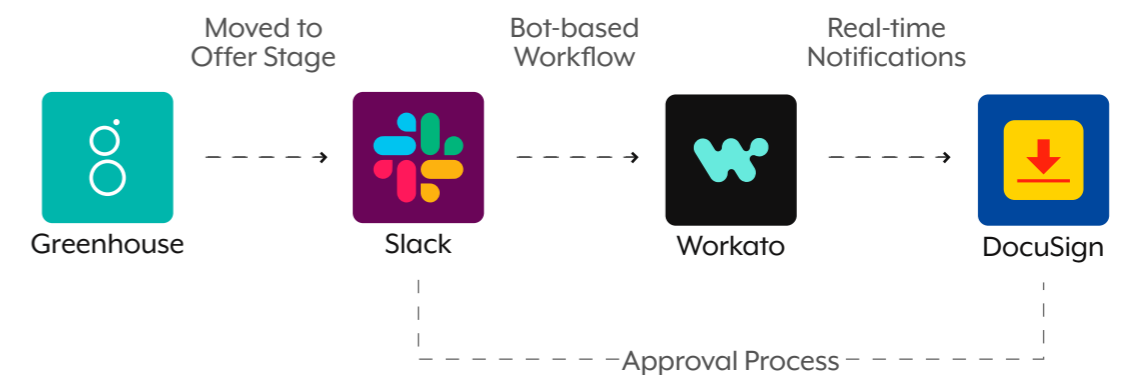 Moved to
Offer Stage
Bot-based
Workflow
Real-time
Notifications
Greenhouse
Slack
Workato
DocuSign
Approval Process